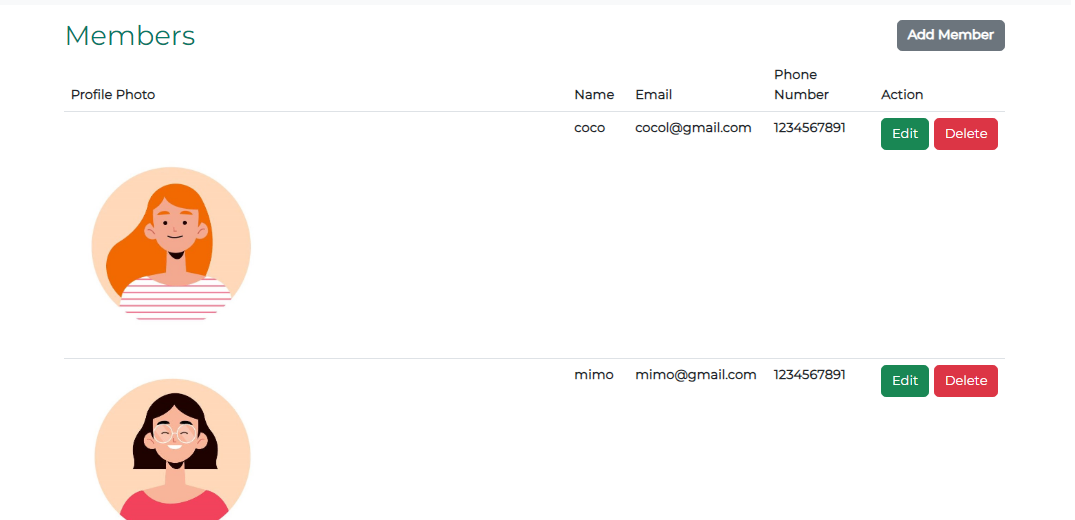 Members
Add Member
Profile Photo Name Email Phone Number Action
coco cocol@gmail.com 1234567891 Edit Delete
mimo mimo@gmail.com 1234567891 Edit Delete